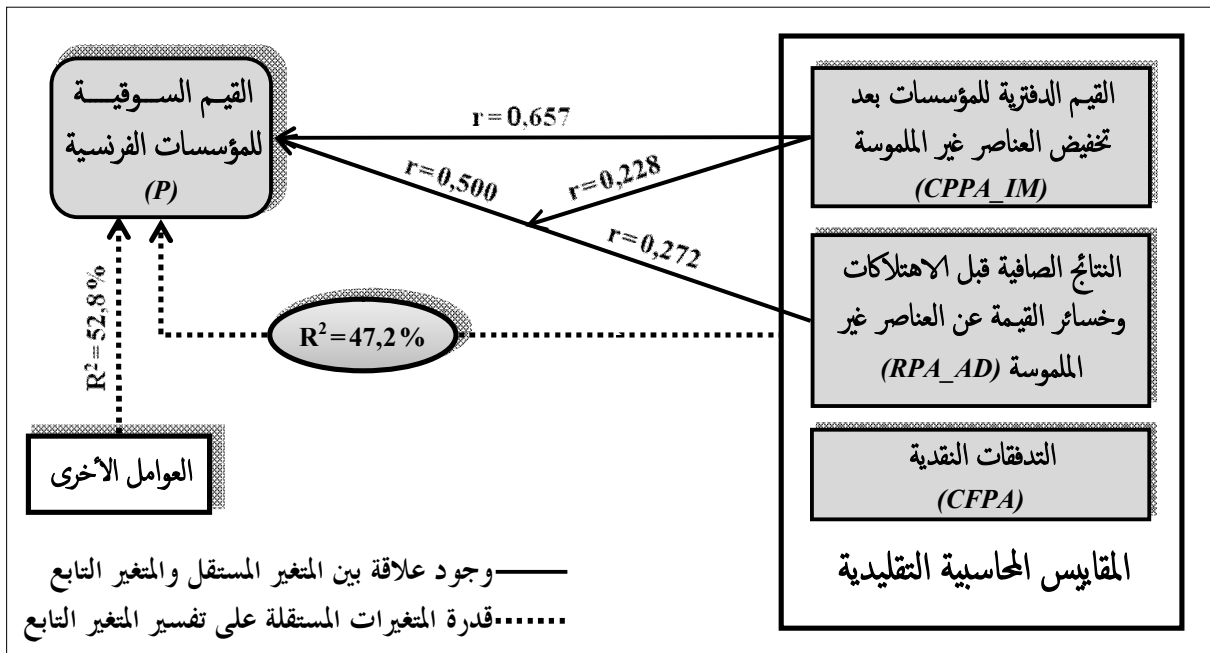 القيم الدفترية للمؤسسات بعد
تخفيض العناصر غير الملموسة
(CPPA_IM)
النتائج الصافية قبل الاهتلاكات
وخسائر القيمة عن العناصر غير
الملموسة (RPA_AD)
التدفقات النقدية
(CFPA)
المقاييس المحاسبية التقليدية
r=0,657
r=0,500
r=0,228
r=0,272
R²=47,2%
القيم السوقية
للمؤسسات الفرنسية
(P)
R²=52,8%
العوامل الأخرى
وجود علاقة بين المتغير المستقل والمتغير التابع
قدرة المتغيرات المستقلة على تفسير المتغير التابع